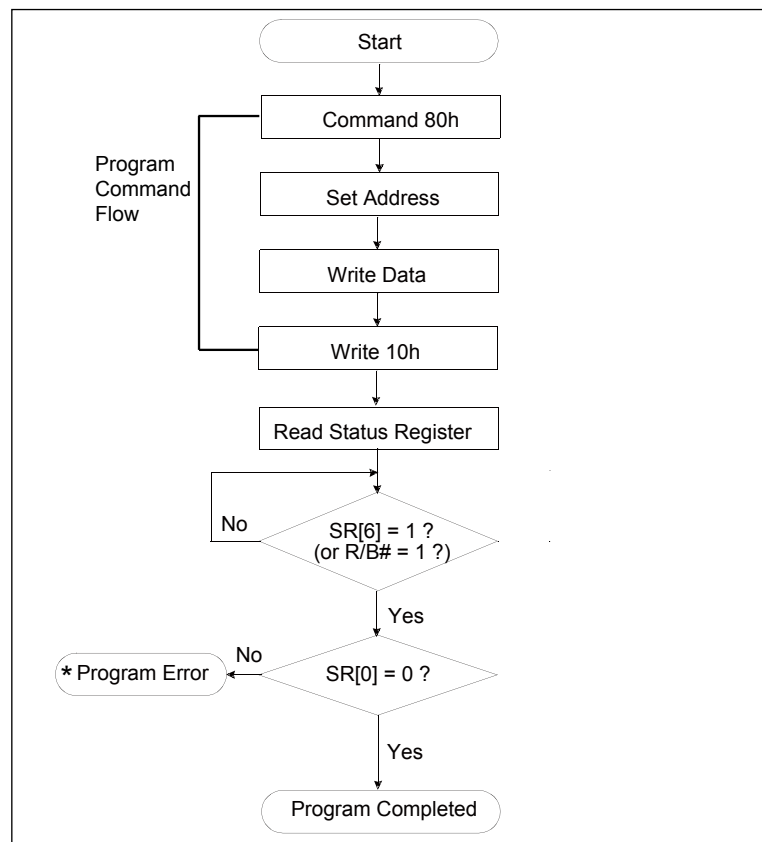 Start
Command 80h
Program
Command
Flow
Set Address
Write Data
Write 10h
Read Status Register
No
SR[6] = 1 ?
(or R/B# = 1 ?)
Yes
No
* Program Error
SR[0] = 0 ?
Yes
Program Completed